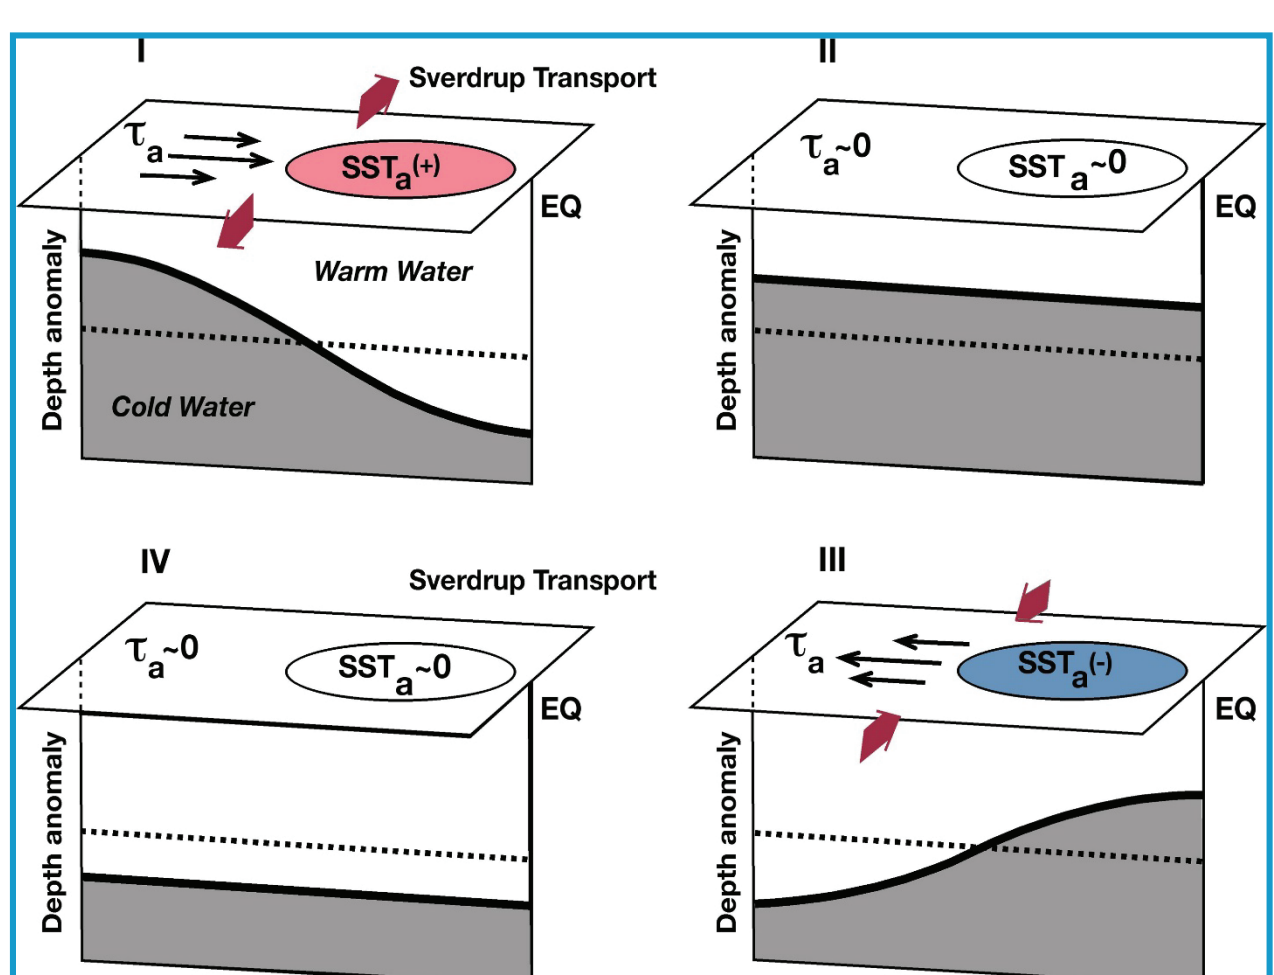 I
Sverdrup Transport
τa
SSTa(+)
EQ
Depth anomaly
Warm Water
Cold Water
II
τa~0
SSTa~0
EQ
Depth anomaly
IV
Sverdrup Transport
τa~0
SSTa~0
EQ
Depth anomaly
III
τa
SSTa(-)
EQ
Depth anomaly